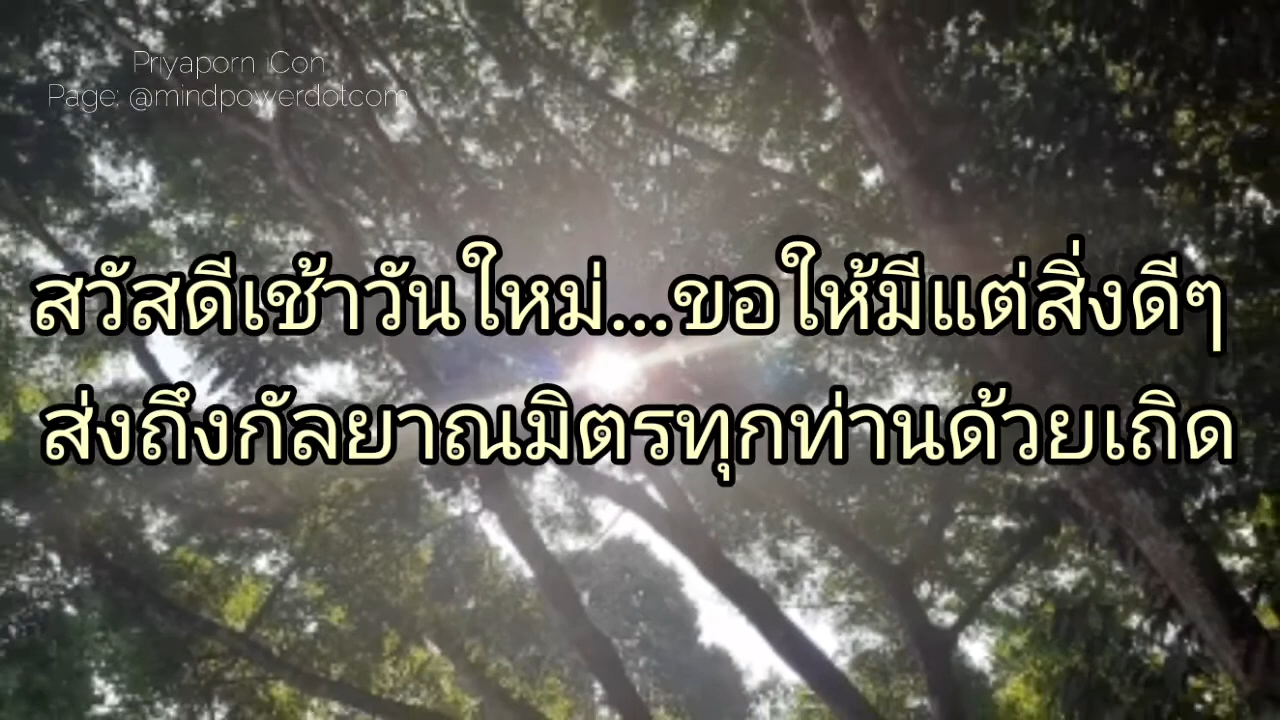 Priyaporn iCon
Page: @mindpowerdotcom
สวัสดีเช้าวันใหม่...ขอให้มีแต่สิ่งดีๆ
ส่งถึงกัลยาณมิตรทุกท่านด้วยเถิด